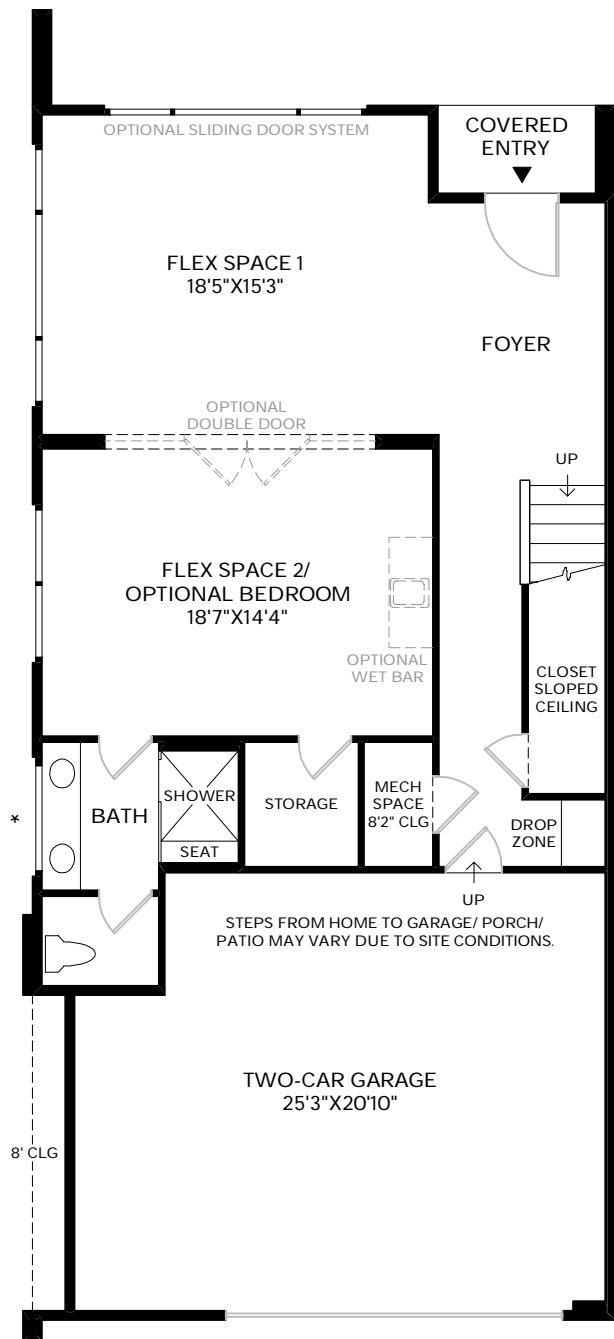 OPTIONAL SLIDING DOOR SYSTEM
COVERED
ENTRY
FLEX SPACE 1
18'5"X15'3"
FOYER
OPTIONAL
DOUBLE DOOR
UP
FLEX SPACE 2/
OPTIONAL BEDROOM
18'7"X14'4"
OPTIONAL
WET BAR
CLOSET
SLOPED
CEILING
*
BATH
SHOWER
SEAT
STORAGE
MECH
SPACE
8'2" CLG
DROP
ZONE
UP
STEPS FROM HOME TO GARAGE/ PORCH/
PATIO MAY VARY DUE TO SITE CONDITIONS.
TWO-CAR GARAGE
25'3"X20'10"
8' CLG